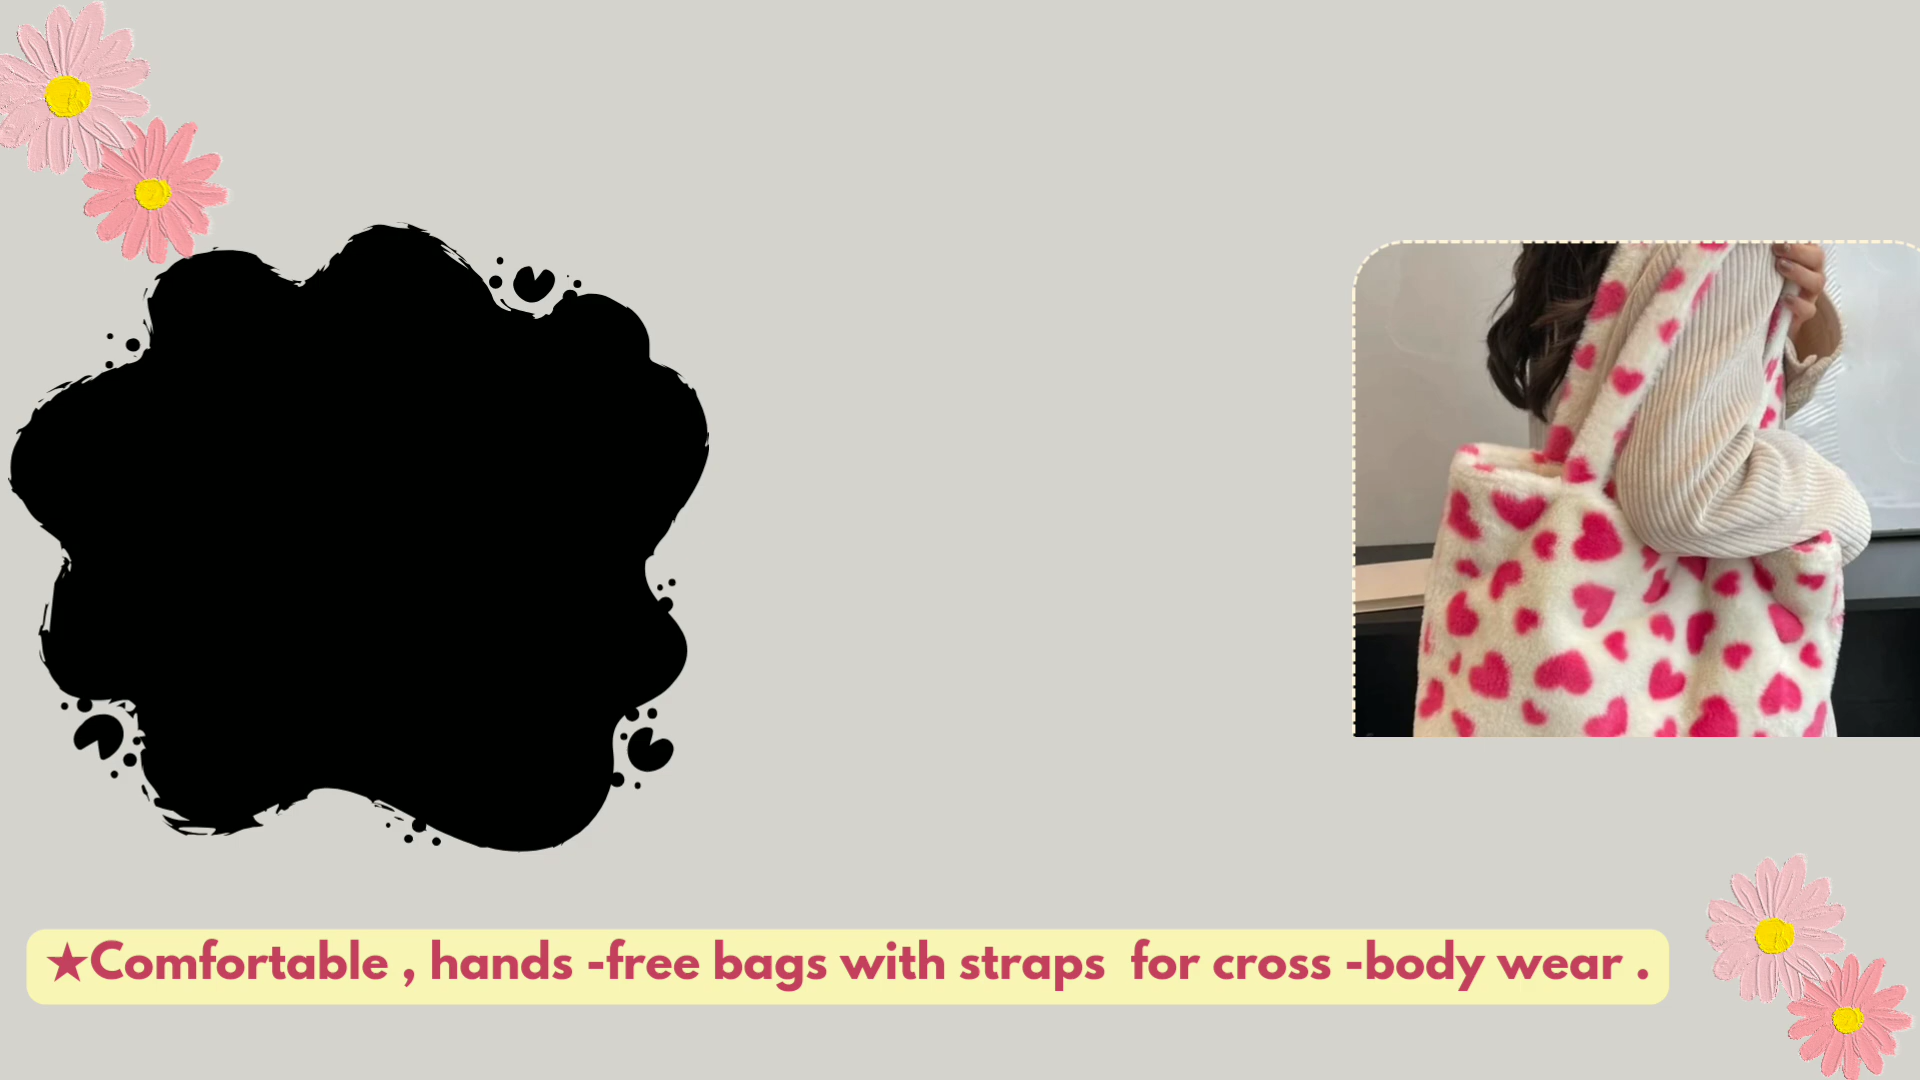 ★Comfortable , hands -free bags with straps  for cross -body wear .